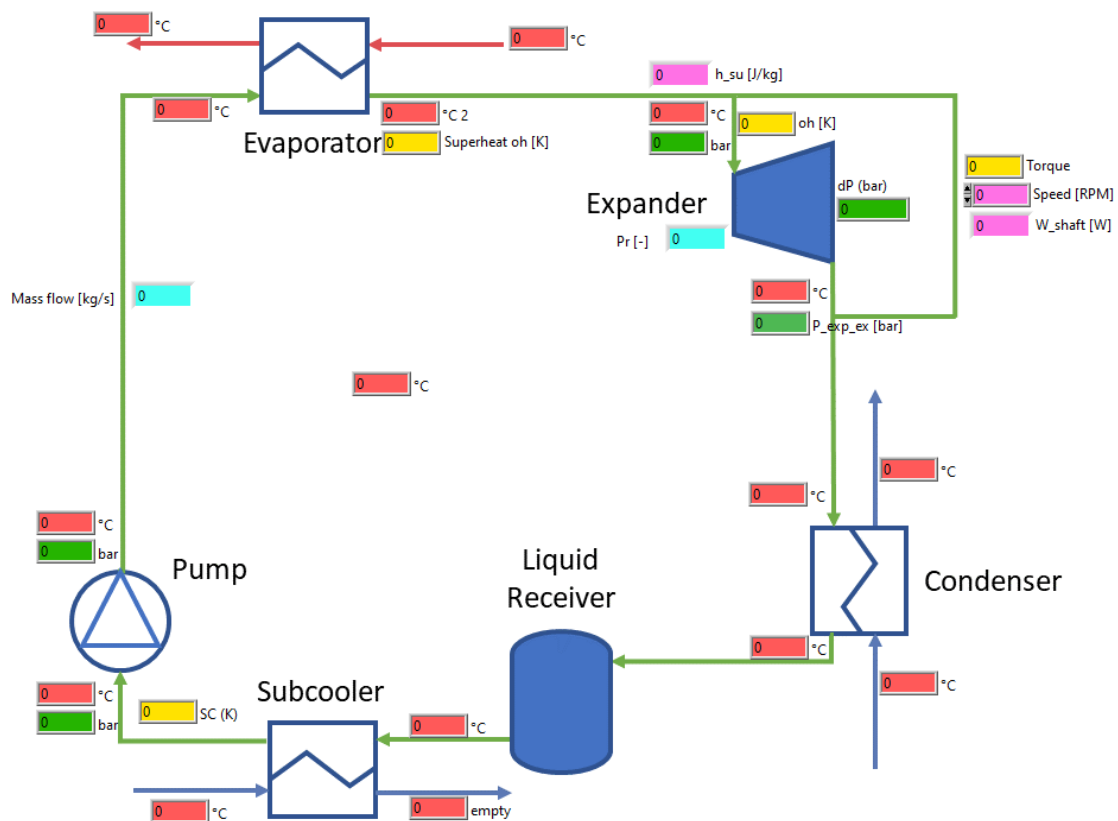 0 °C
0 °C
0 h_su [J/kg]
0 °C
0 °C 2
0 °C
0 oh [K]
Evaporator
0 Superheat oh [K]
0 bar
0 Torque
dP (bar)
Expander
0 Speed [RPM]
0
Pr [-] 0
0 W_shaft [W]
Mass flow [kg/s] 0
0 °C
0 P_exp_ex [bar]
0 °C
0 °C
0 °C
0 °C
0 bar
Pump
Liquid
Receiver
Condenser
0 °C
0 °C
0 °C
Subcooler
0 SC (K)
0 bar
0 °C
0 °C
0 empty